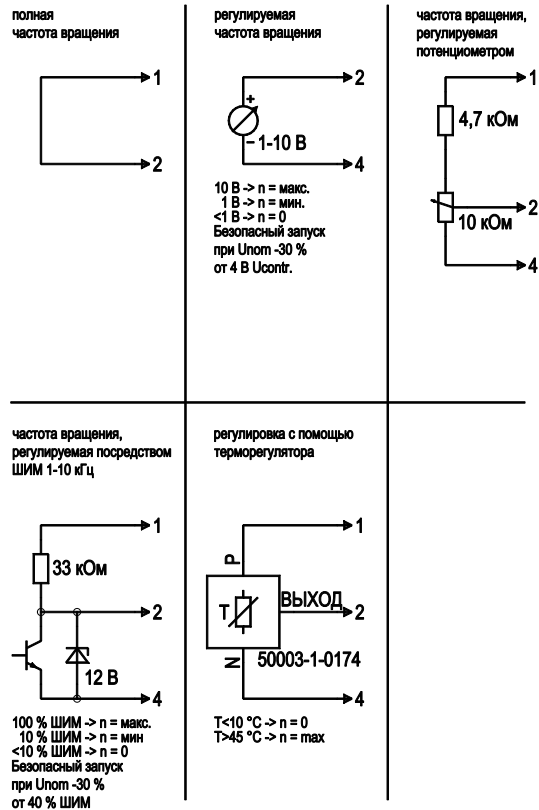 полная
частота вращения
1
2
регулируемая
частота вращения
2
+
–
1-10 В
4
10 В -> n = макс.
1 В -> n = мин.
<1 В -> n = 0
Безопасный запуск
при Unom -30 %
от 4 В Ucontr.
частота вращения,
регулируемая
потенциометром
1
4,7 кОм
2
10 кОм
4
частота вращения,
регулируемая посредством
ШИМ 1-10 кГц
1
33 кОм
2
12 В
4
100 % ШИМ -> n = макс.
10 % ШИМ -> n = мин
<10 % ШИМ -> n = 0
Безопасный запуск
при Unom -30 %
от 40 % ШИМ
регулировка с помощью
терморегулятора
1
P
T
ВЫХОД
2
N
50003-1-0174
4
T<10 °C -> n = 0
T>45 °C -> n = max